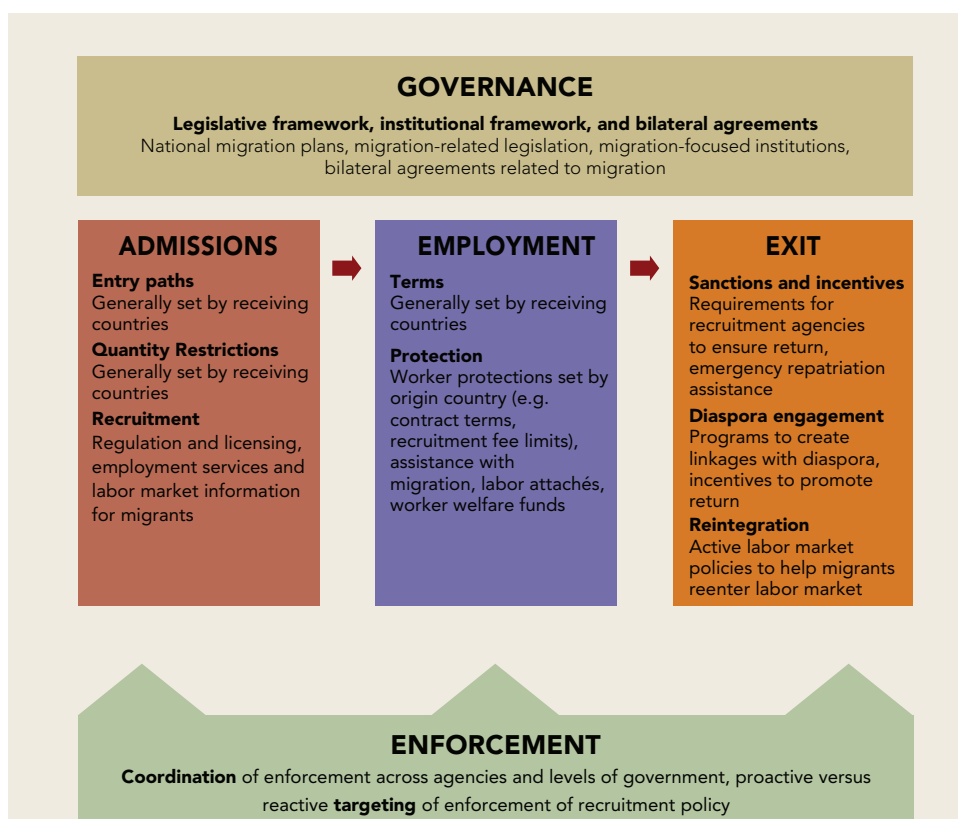 GOVERNANCE
Legislative framework, institutional framework, and bilateral agreements
National migration plans, migration-related legislation, migration-focused institutions,
bilateral agreements related to migration
ADMISSIONS
Entry paths
Generally set by receiving
countries
Quantity Restrictions
Generally set by receiving
countries
Recruitment
Regulation and licensing,
employment services and
labor market information
for migrants
EMPLOYMENT
Terms
Generally set by receiving
countries
Protection
Worker protections set by
origin country (e.g.
contract terms,
recruitment fee limits),
assistance with
migration, labor attachés,
worker welfare funds
EXIT
Sanctions and incentives
Requirements for
recruitment agencies
to ensure return,
emergency repatriation
assistance
Diaspora engagement
Programs to create
linkages with diaspora,
incentives to promote
return
Reintegration
Active labor market
policies to help migrants
reenter labor market
ENFORCEMENT
Coordination of enforcement across agencies and levels of government, proactive versus
reactive targeting of enforcement of recruitment policy